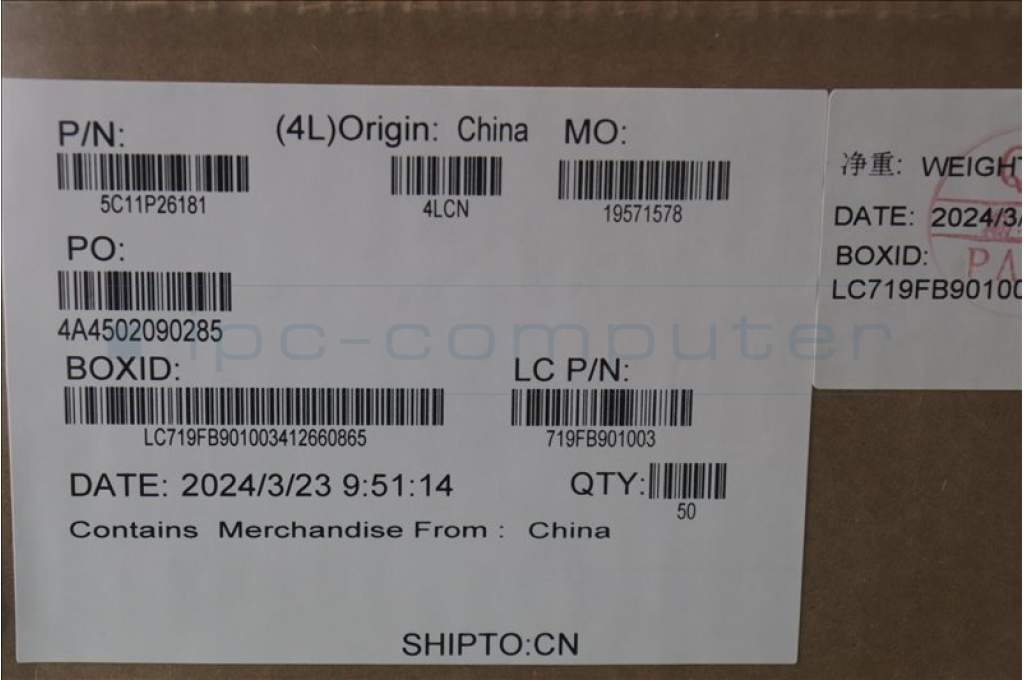 P/N: (4L)Origin: China MO:
5C11P26181 4LCN 19571578
PO:
4A4502090285
BOXID: LC P/N:
LC719FB901003412660865 719FB901003
DATE: 2024/3/23 9:51:14 QTY:
50
Contains Merchandise From : China
SHIPTO:CN
净重: WEIGHT
DATE: 2024/3/
BOXID:
LC719FB90100
ipc-computer